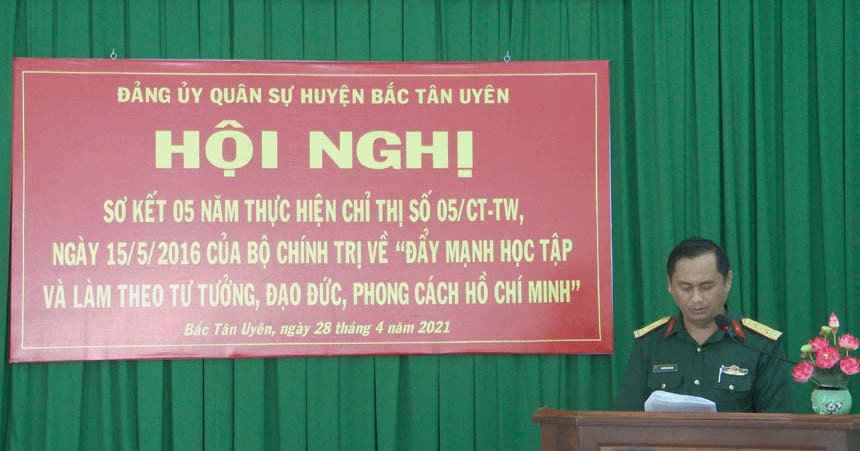 ĐẢNG ỦY QUÂN SỰ HUYỆN BẮC TÂN UYÊN
HỘI NGHỊ
SƠ KẾT 05 NĂM THỰC HIỆN CHỈ THỊ SỐ 05/CT-TW,
NGÀY 15/5/2016 CỦA BỘ CHÍNH TRỊ VỀ “ĐẨY MẠNH HỌC TẬP
VÀ LÀM THEO TƯ TƯỞNG, ĐẠO ĐỨC, PHONG CÁCH HỒ CHÍ MINH”
Bắc Tân Uyên, ngày 28 tháng 4 năm 2021